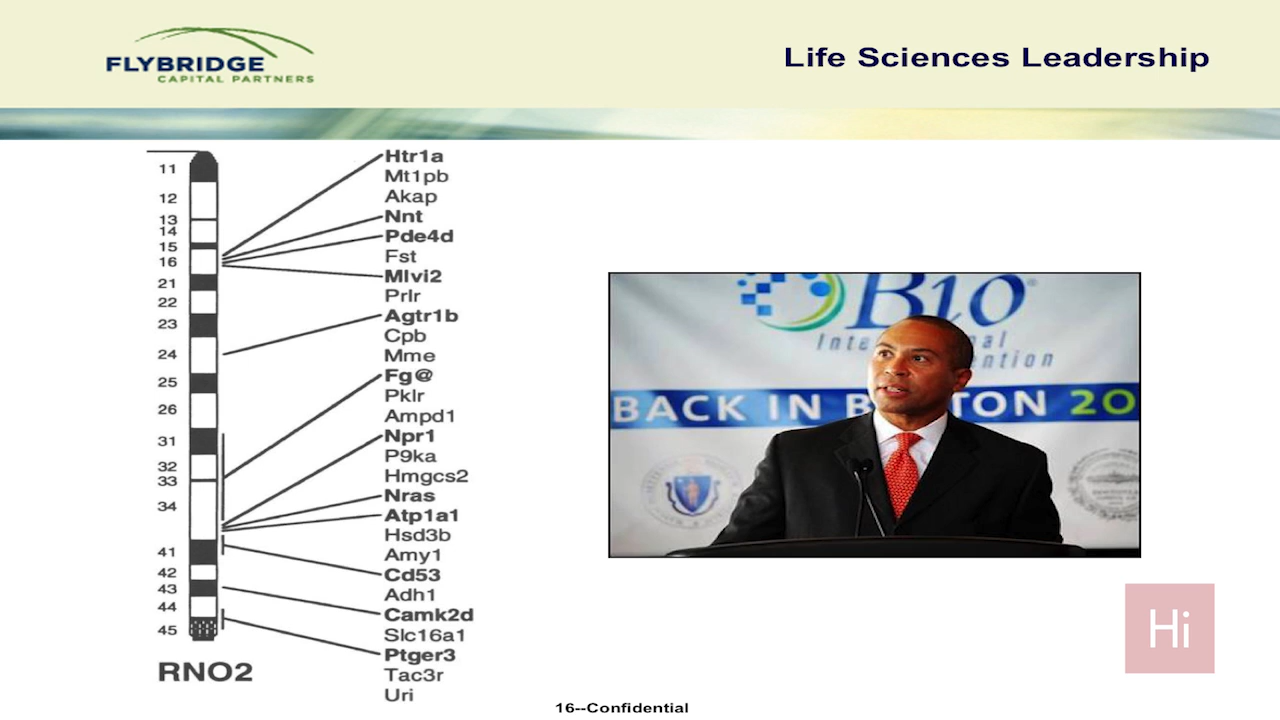 FLYBRIDGE
CAPITAL PARTNERS
Life Sciences Leadership
11
12
13
14
15
16
21
22
23
24
25
26
31
32
33
34
41
42
43
44
45
RNO2
Htr1a
Mt1pb
Akap
Nnt
Pde4d
Fst
Mlvi2
Prlr
Agtr1b
Cpb
Mme
Fg@
Pklr
Ampd1
Npr1
P9ka
Hmgcs2
Nras
Atp1a1
Hsd3b
Amy1
Cd53
Adh1
Camk2d
Slc16a1
Ptger3
Tac3r
Uri
Bio
BACK IN B TON 20
Hi
16--Confidential